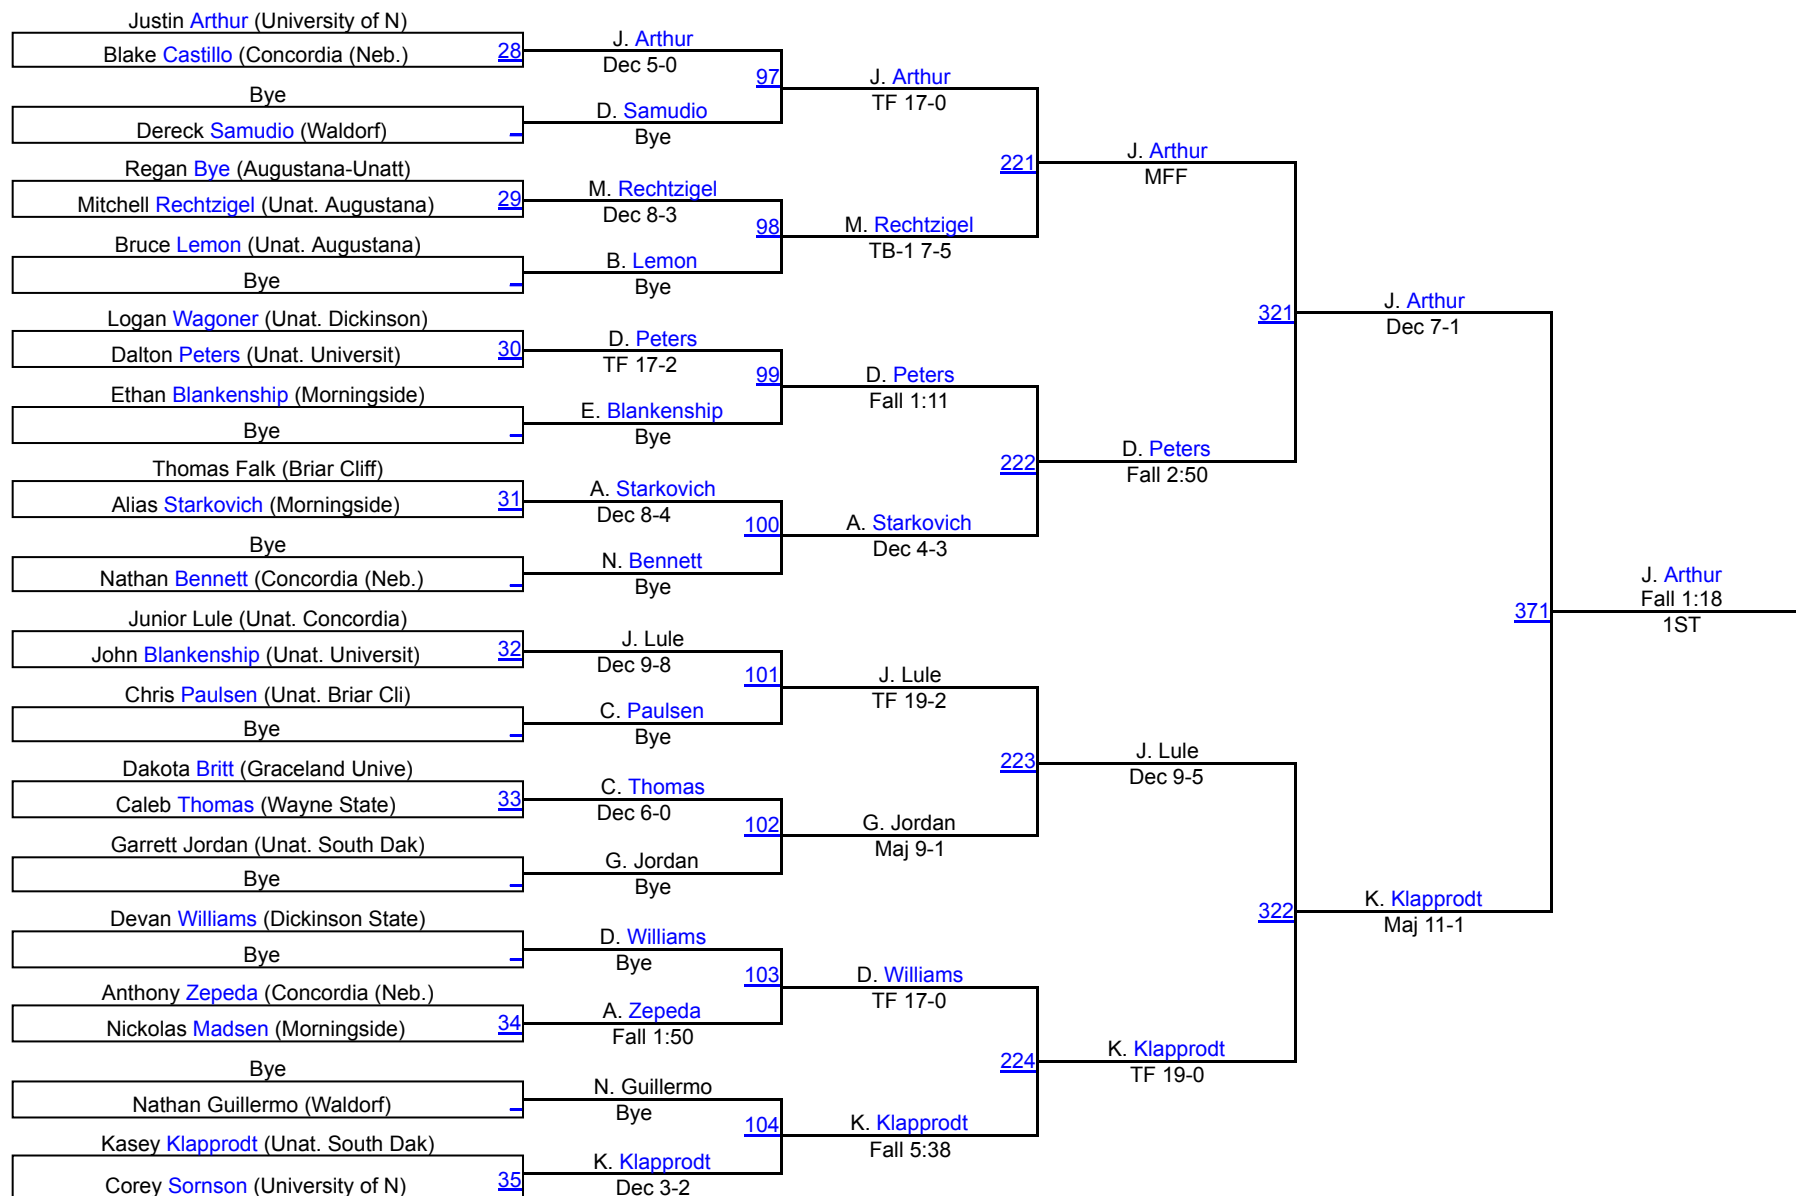 Justin Arthur (University of N)
Blake Castillo (Concordia (Neb.) 28
Bye
Dereck Samudio (Waldorf)
Regan Bye (Augustana-Unatt)
Mitchell Rechtzigel (Unat. Augustana) 29
Bruce Lemon (Unat. Augustana)
Bye
Logan Wagoner (Unat. Dickinson)
Dalton Peters (Unat. Universit) 30
Ethan Blankenship (Morningside)
Bye
Thomas Falk (Briar Cliff)
Alias Starkovich (Morningside) 31
Bye
Nathan Bennett (Concordia (Neb.)
Junior Lule (Unat. Concordia)
John Blankenship (Unat. Universit) 32
Chris Paulsen (Unat. Briar Cli)
Bye
Dakota Britt (Graceland Unive)
Caleb Thomas (Wayne State) 33
Garrett Jordan (Unat. South Dak)
Bye
Devan Williams (Dickinson State)
Bye
Anthony Zepeda (Concordia (Neb.)
Nickolas Madsen (Morningside) 34
Bye
Nathan Guillermo (Waldorf)
Kasey Klapprodt (Unat. South Dak)
Corey Sornson (University of N) 35
J. Arthur
Dec 5-0
97
D. Samudio
Bye
M. Rechtzigel
Dec 8-3
98
B. Lemon
Bye
D. Peters
TF 17-2
99
E. Blankenship
Bye
A. Starkovich
Dec 8-4
100
N. Bennett
Bye
J. Lule
Dec 9-8
101
C. Paulsen
Bye
C. Thomas
Dec 6-0
102
G. Jordan
Bye
D. Williams
Bye
103
A. Zepeda
Fall 1:50
N. Guillermo
Bye
104
K. Klapprodt
Dec 3-2
J. Arthur
TF 17-0
221
M. Rechtzigel
TB-1 7-5
D. Peters
Fall 1:11
222
A. Starkovich
Dec 4-3
J. Lule
TF 19-2
223
G. Jordan
Maj 9-1
D. Williams
TF 17-0
224
K. Klapprodt
Fall 5:38
J. Arthur
MFF
321
D. Peters
Fall 2:50
J. Lule
Dec 9-5
322
K. Klapprodt
TF 19-0
J. Arthur
Dec 7-1
371
K. Klapprodt
Maj 11-1
J. Arthur
Fall 1:18
1ST